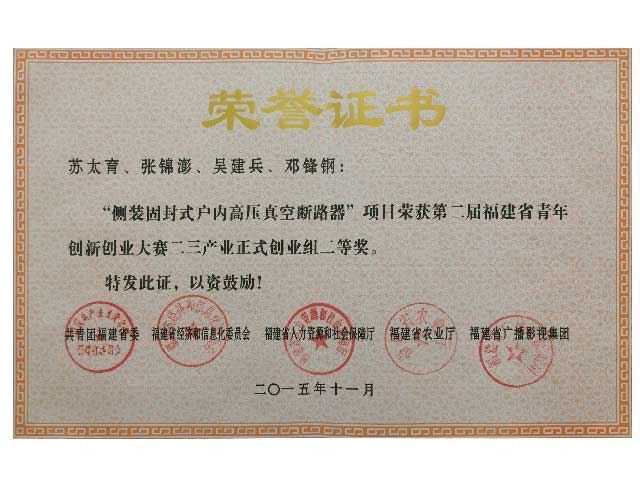 荣誉证书
苏太育、张锦澎、吴建兵、邓锋钢：
“侧装固封式户内高压真空断路器”项目荣获第二届福建省青年
创新创业大赛二三产业正式创业组二等奖。
特发此证，以资鼓励！
共青团福建省委 福建省经济和信息化委员会 福建省人力资源和社会保障厅 福建省农业厅 福建省广播影视集团
二〇一五年十一月